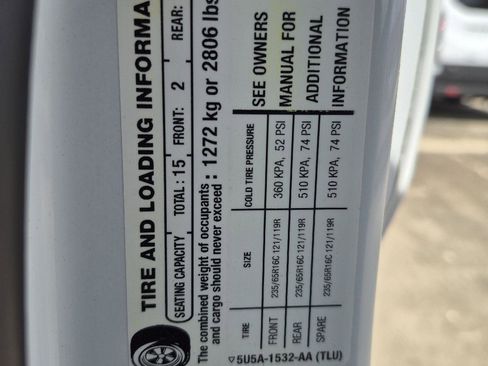 TIRE AND LOADING INFORMA
SEATING CAPACITY TOTAL : 15 FRONT: 2 REAR:
The combined weight of occupants
and cargo should never exceed : 1272 kg or 2806 lbs
TIRE SIZE COLD TIRE PRESSURE
FRONT 235/65R16C 121/119R 360 KPA, 52 PSI
REAR 235/65R16C 121/119R 510 KPA, 74 PSI
SPARE 235/65R16C 121/119R 510 KPA, 74 PSI
SEE OWNERS
MANUAL FOR
ADDITIONAL
INFORMATION
5U5A-1532-AA (TLU)